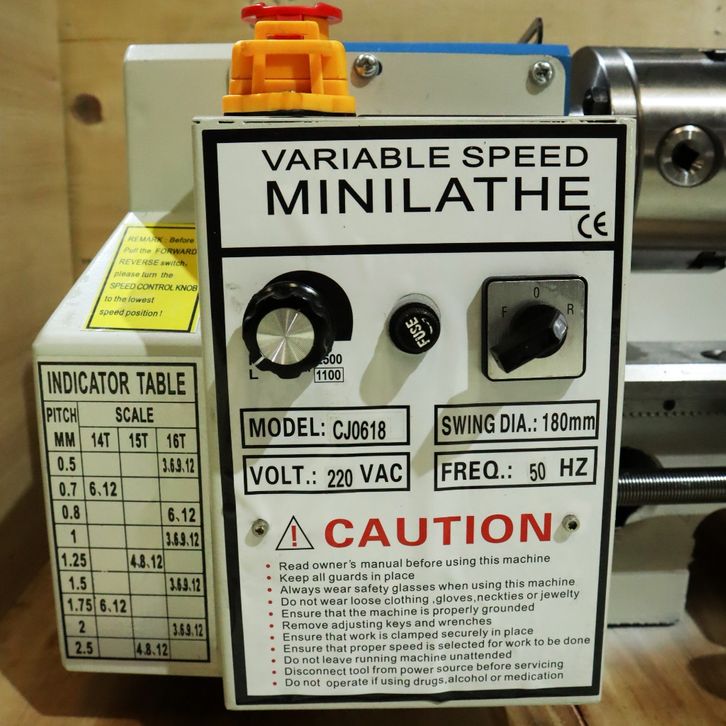 VARIABLE SPEED
MINILATHE
CE
REMARK: Before
Pull the FORWARD
REVERSE switch,
please turn the
SPEED CONTROL KNOB
to the lowest
speed position!
L
1100
FUSE
F O R
INDICATOR TABLE
PITCH SCALE
MM 14T 15T 16T
0.5 3.6.9.12
0.7 6.12
0.8 6.12
1 3.6.9.12
1.25 4.8.12
1.5 3.6.9.12
1.75 6.12
2 3.6.9.12
2.5 4.8.12
MODEL: CJ0618
SWING DIA.: 180mm
VOLT.: 220 VAC
FREQ.: 50 HZ
! CAUTION
• Read owner's manual before using this machine
• Keep all guards in place
• Always wear safety glasses when using this machine
• Do not wear loose clothing ,gloves,neckties or jewelty
• Ensure that the machine is properly grounded
• Remove adjusting keys and wrenches
• Ensure that work is clamped securely in place
• Ensure that proper speed is selected for work to be done
• Do not leave running machine unattended
• Disconnect tool from power source before servicing
• Do not operate if using drugs,alcohol or medication